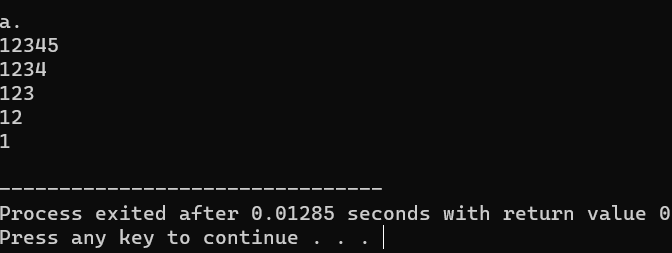 a.
12345
1234
123
12
1
--------------------------------
Process exited after 0.01285 seconds with return value 0
Press any key to continue . . .